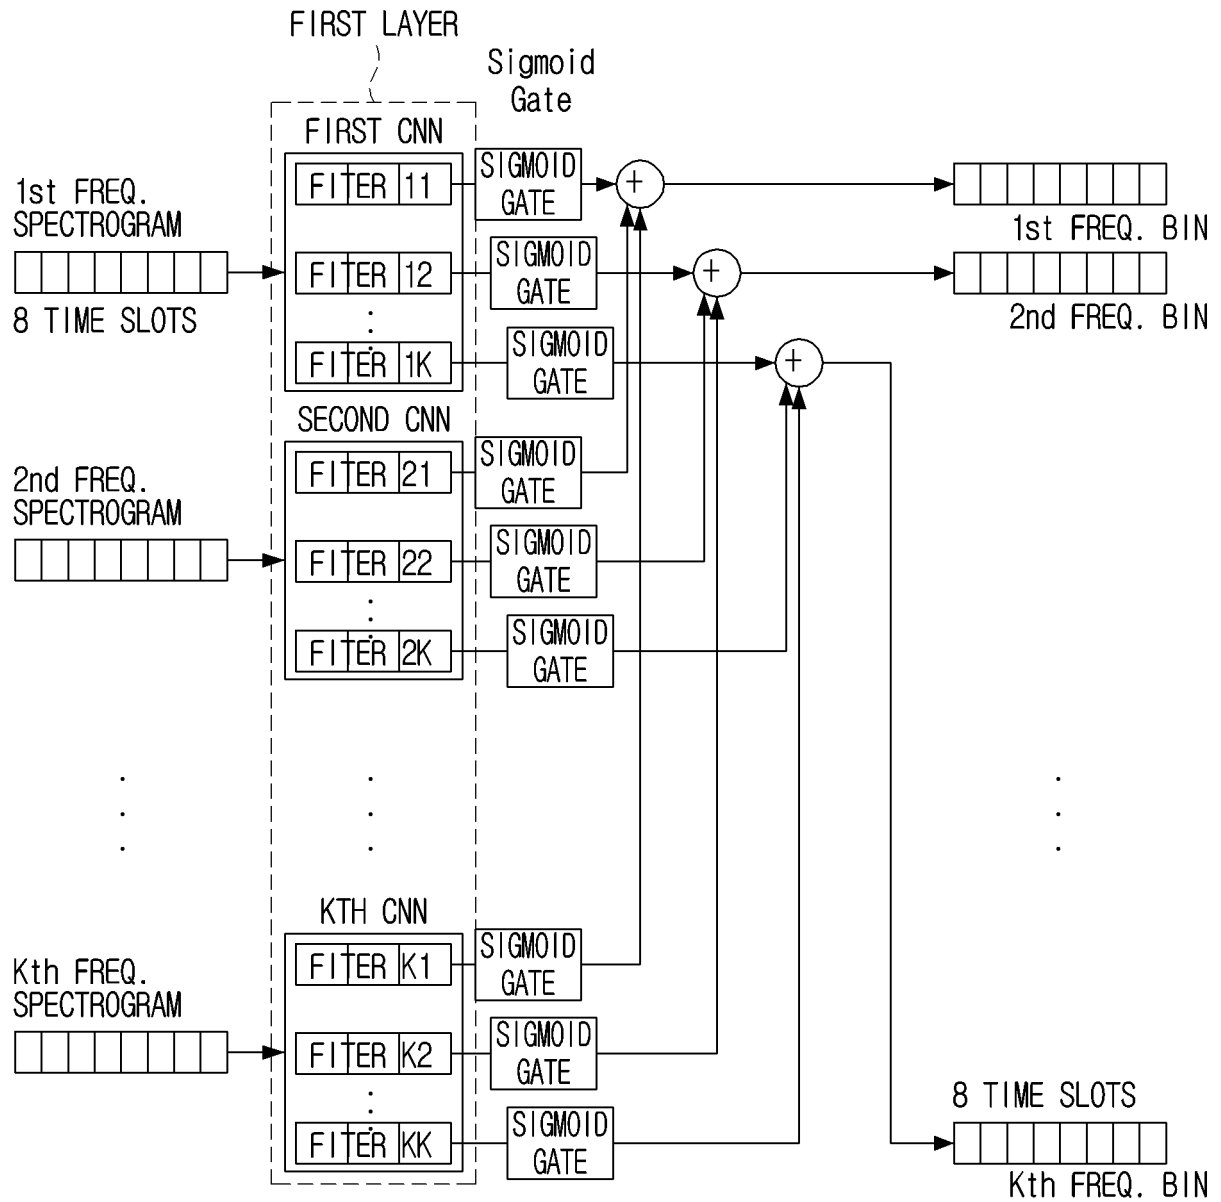 FIRST LAYER
Sigmoid
Gate
FIRST CNN
1st FREQ.
SPECTROGRAM
8 TIME SLOTS
FITER 11
SIGMOID
GATE
+
1st FREQ. BIN
FITER 12
SIGMOID
GATE
+
2nd FREQ. BIN
FITER 1K
SIGMOID
GATE
+
SECOND CNN
2nd FREQ.
SPECTROGRAM
FITER 21
SIGMOID
GATE
FITER 22
SIGMOID
GATE
FITER 2K
SIGMOID
GATE
KTH CNN
Kth FREQ.
SPECTROGRAM
FITER K1
SIGMOID
GATE
FITER K2
SIGMOID
GATE
FITER KK
SIGMOID
GATE
8 TIME SLOTS
Kth FREQ. BIN